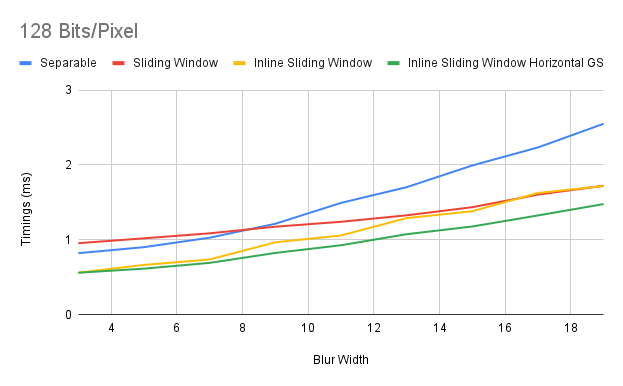 128 Bits/Pixel
Separable Sliding Window Inline Sliding Window Inline Sliding Window Horizontal GS
3
2
1
0
Timings (ms)
4 6 8 10 12 14 16 18
Blur Width